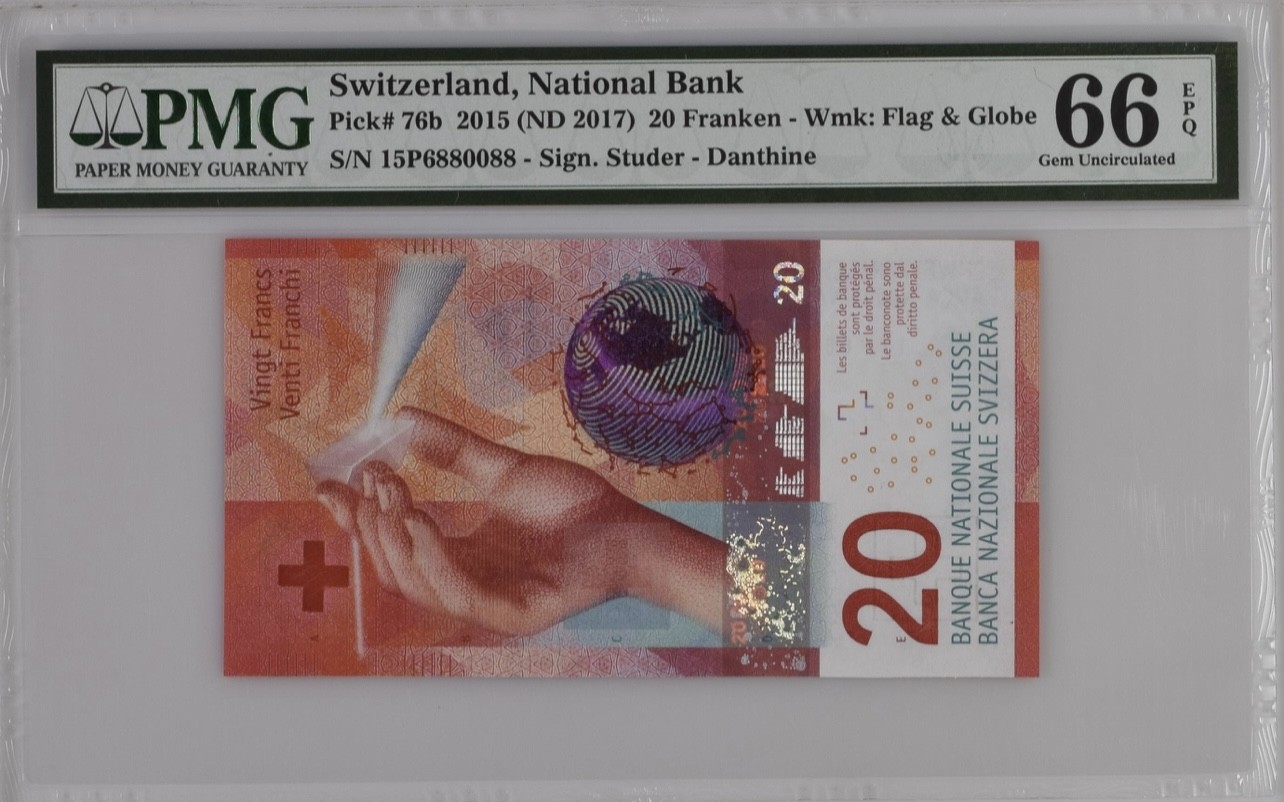 PMG
PAPER MONEY GUARANTY
Switzerland, National Bank
Pick# 76b 2015 (ND 2017) 20 Franken - Wmk: Flag & Globe
S/N 15P6880088 - Sign. Studer - Danthine
66
EPQ
Gem Uncirculated
Vingt Francs
Venti Franchi
20
Les billets de banque
sont protégés
par le droit pénal.
Le banconote sono
protette dal
diritto penale.
20
BANQUE NATIONALE SUISSE
BANCA NAZIONALE SVIZZERA